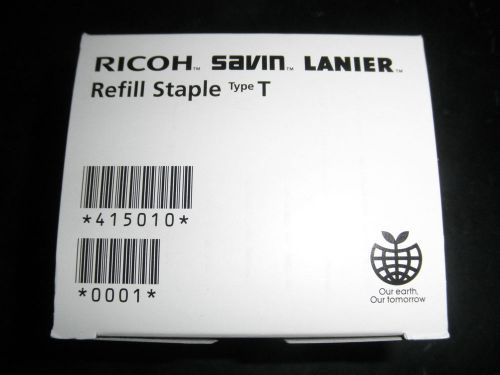 RICOH™ savin™ LANIER™
Refill Staple Type T
*415010*
*0001*
Our earth,
Our tomorrow